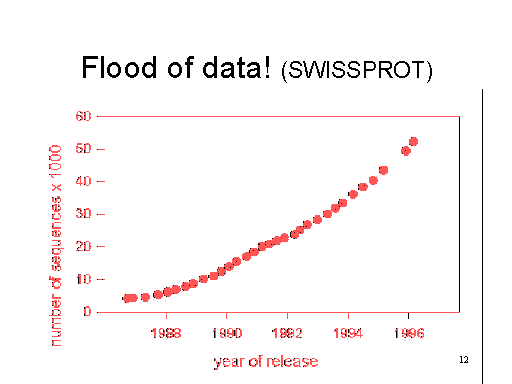 Flood of data! (SWISSPROT)
60
50
40
30
20
10
0
number of sequences x 1000
1988 1990 1992 1994 1996
year of release
12